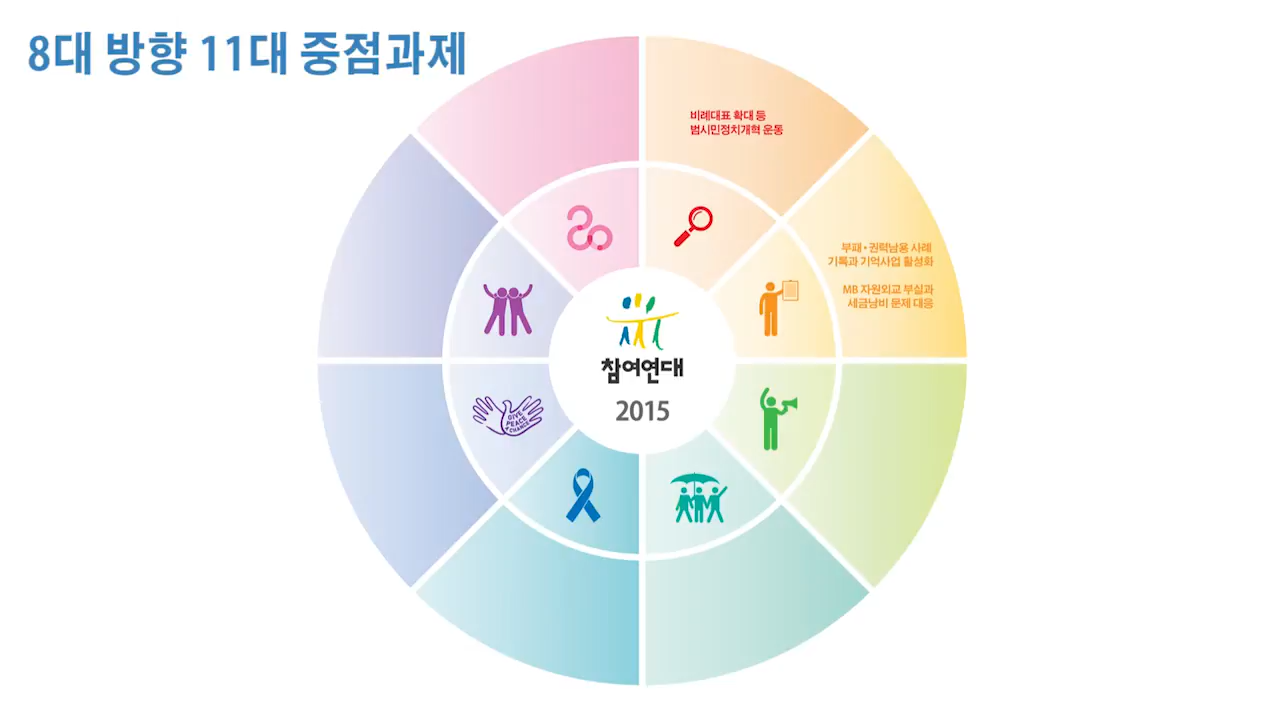 8대 방향 11대 중점과제
비례대표 확대 등
범시민정치개혁 운동
부패·권력남용 사례
기록과 기억사업 활성화
MB 자원외교 부실과
세금낭비 문제 대응
참여연대
2015
GIVE
PEACE
A CHANCE